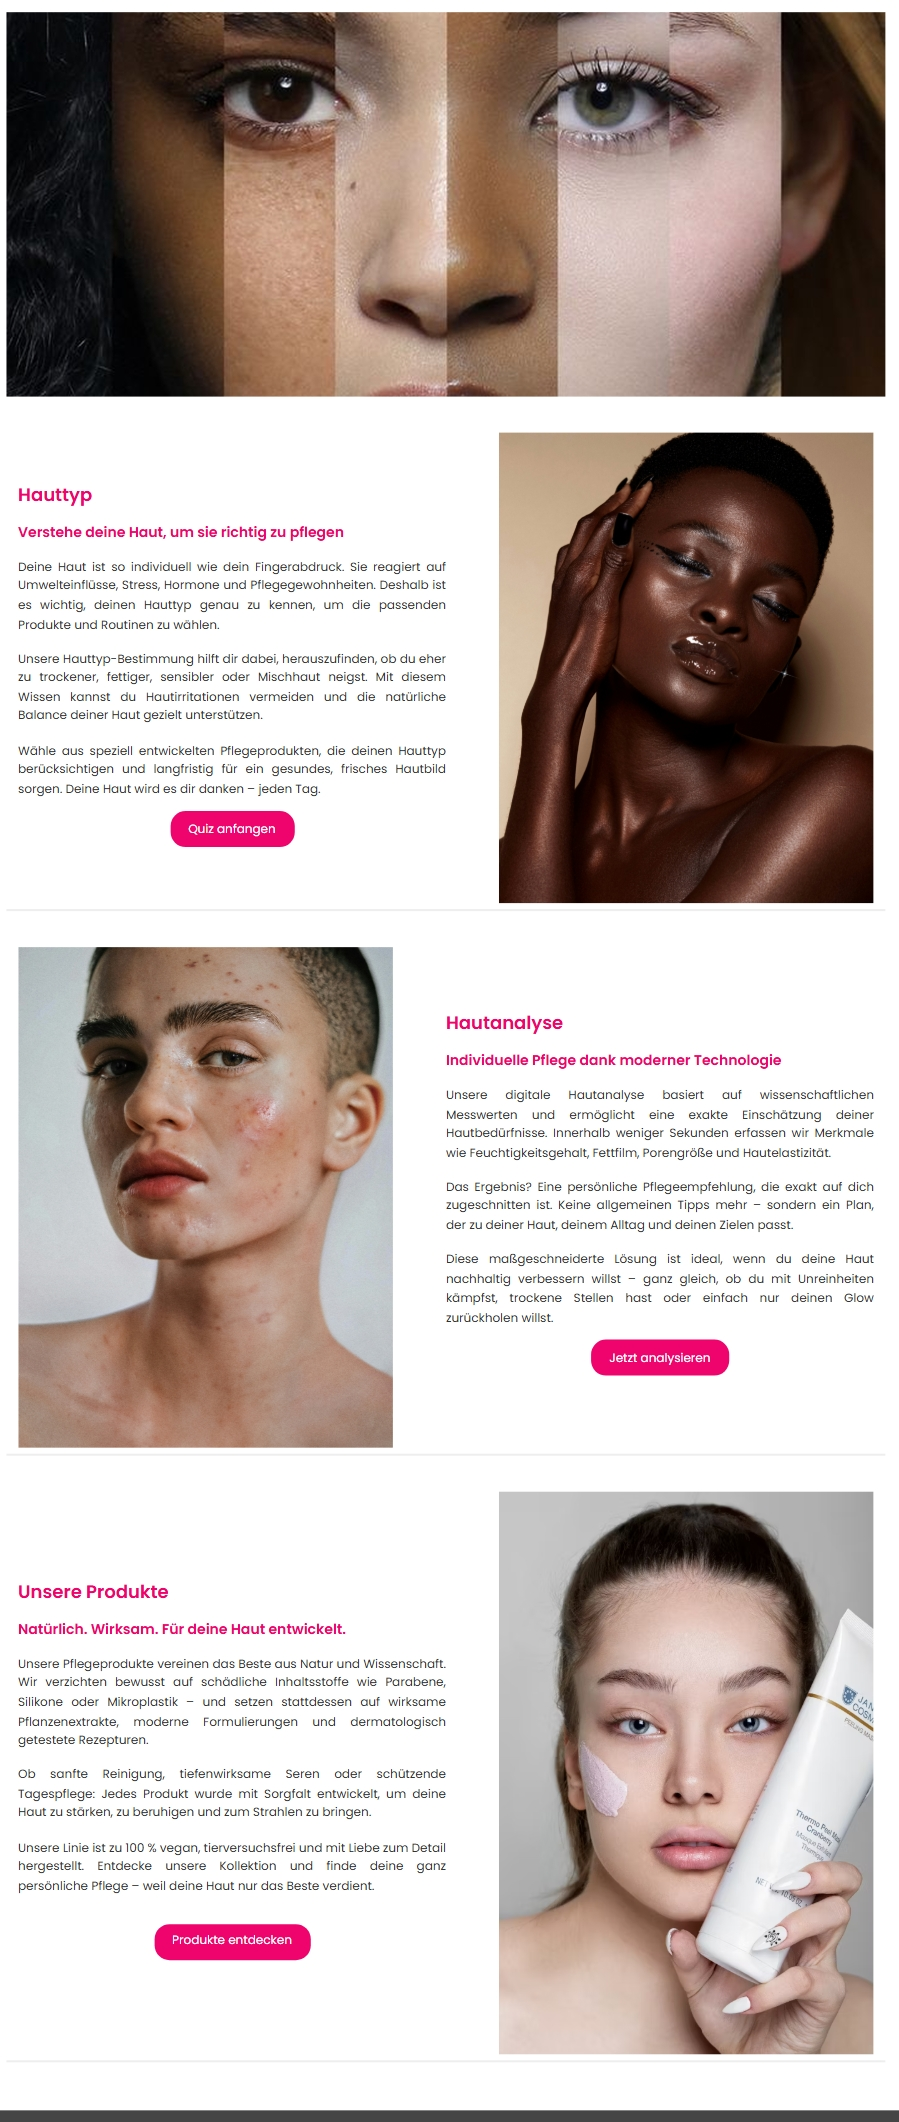 Hauttyp
Verstehe deine Haut, um sie richtig zu pflegen
Deine Haut ist so individuell wie dein Fingerabdruck. Sie reagiert auf
Umwelteinflüsse, Stress, Hormone und Pflegegewohnheiten. Deshalb ist
es wichtig, deinen Hauttyp genau zu kennen, um die passenden
Produkte und Routinen zu wählen.
Unsere Hauttyp-Bestimmung hilft dir dabei, herauszufinden, ob du eher
zu trockener, fettiger, sensibler oder Mischhaut neigst. Mit diesem
Wissen kannst du Hautirritationen vermeiden und die natürliche
Balance deiner Haut gezielt unterstützen.
Wähle aus speziell entwickelten Pflegeprodukten, die deinen Hauttyp
berücksichtigen und langfristig für ein gesundes, frisches Hautbild
sorgen. Deine Haut wird es dir danken – jeden Tag.
Quiz anfangen
Hautanalyse
Individuelle Pflege dank moderner Technologie
Unsere digitale Hautanalyse basiert auf wissenschaftlichen
Messwerten und ermöglicht eine exakte Einschätzung deiner
Hautbedürfnisse. Innerhalb weniger Sekunden erfassen wir Merkmale
wie Feuchtigkeitsgehalt, Fettfilm, Porengröße und Hautelastizität.
Das Ergebnis? Eine persönliche Pflegeempfehlung, die exakt auf dich
zugeschnitten ist. Keine allgemeinen Tipps mehr – sondern ein Plan,
der zu deiner Haut, deinem Alltag und deinen Zielen passt.
Diese maßgeschneiderte Lösung ist ideal, wenn du deine Haut
nachhaltig verbessern willst – ganz gleich, ob du mit Unreinheiten
kämpfst, trockene Stellen hast oder einfach nur deinen Glow
zurückholen willst.
Jetzt analysieren
Unsere Produkte
Natürlich. Wirksam. Für deine Haut entwickelt.
Unsere Pflegeprodukte vereinen das Beste aus Natur und Wissenschaft.
Wir verzichten bewusst auf schädliche Inhaltsstoffe wie Parabene,
Silikone oder Mikroplastik – und setzen stattdessen auf wirksame
Pflanzenextrakte, moderne Formulierungen und dermatologisch
getestete Rezepturen.
Ob sanfte Reinigung, tiefenwirksame Seren oder schützende
Tagespflege: Jedes Produkt wurde mit Sorgfalt entwickelt, um deine
Haut zu stärken, zu beruhigen und zum Strahlen zu bringen.
Unsere Linie ist zu 100 % vegan, tierversuchsfrei und mit Liebe zum Detail
hergestellt. Entdecke unsere Kollektion und finde deine ganz
persönliche Pflege – weil deine Haut nur das Beste verdient.
Produkte entdecken
JAN
COSM
Thermo Peel
Cranberry